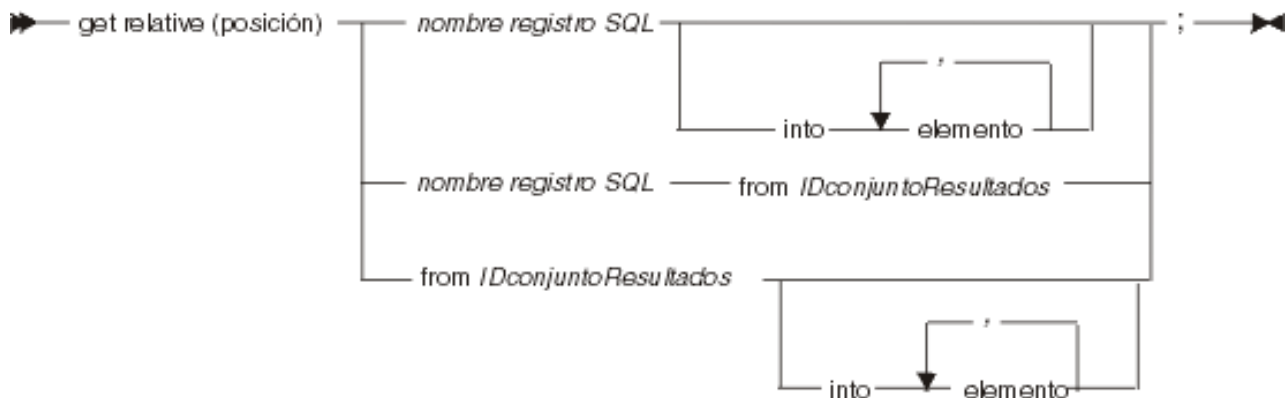 get relative (posición) nombre registro SQL ;
,
into elemento
nombre registro SQL from IDconjuntoResultados
from IDconjuntoResultados
,
into elemento